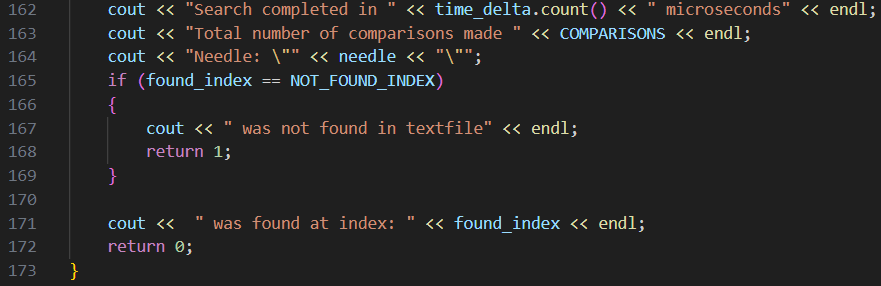 162 cout << "Search completed in " << time_delta.count() << " microseconds" << endl;
163 cout << "Total number of comparisons made " << COMPARISONS << endl;
164 cout << "Needle: \"" << needle << "\"";
165 if (found_index == NOT_FOUND_INDEX)
166 {
167 cout << " was not found in textfile" << endl;
168 return 1;
169 }
170
171 cout <<  " was found at index: " << found_index << endl;
172 return 0;
173 }